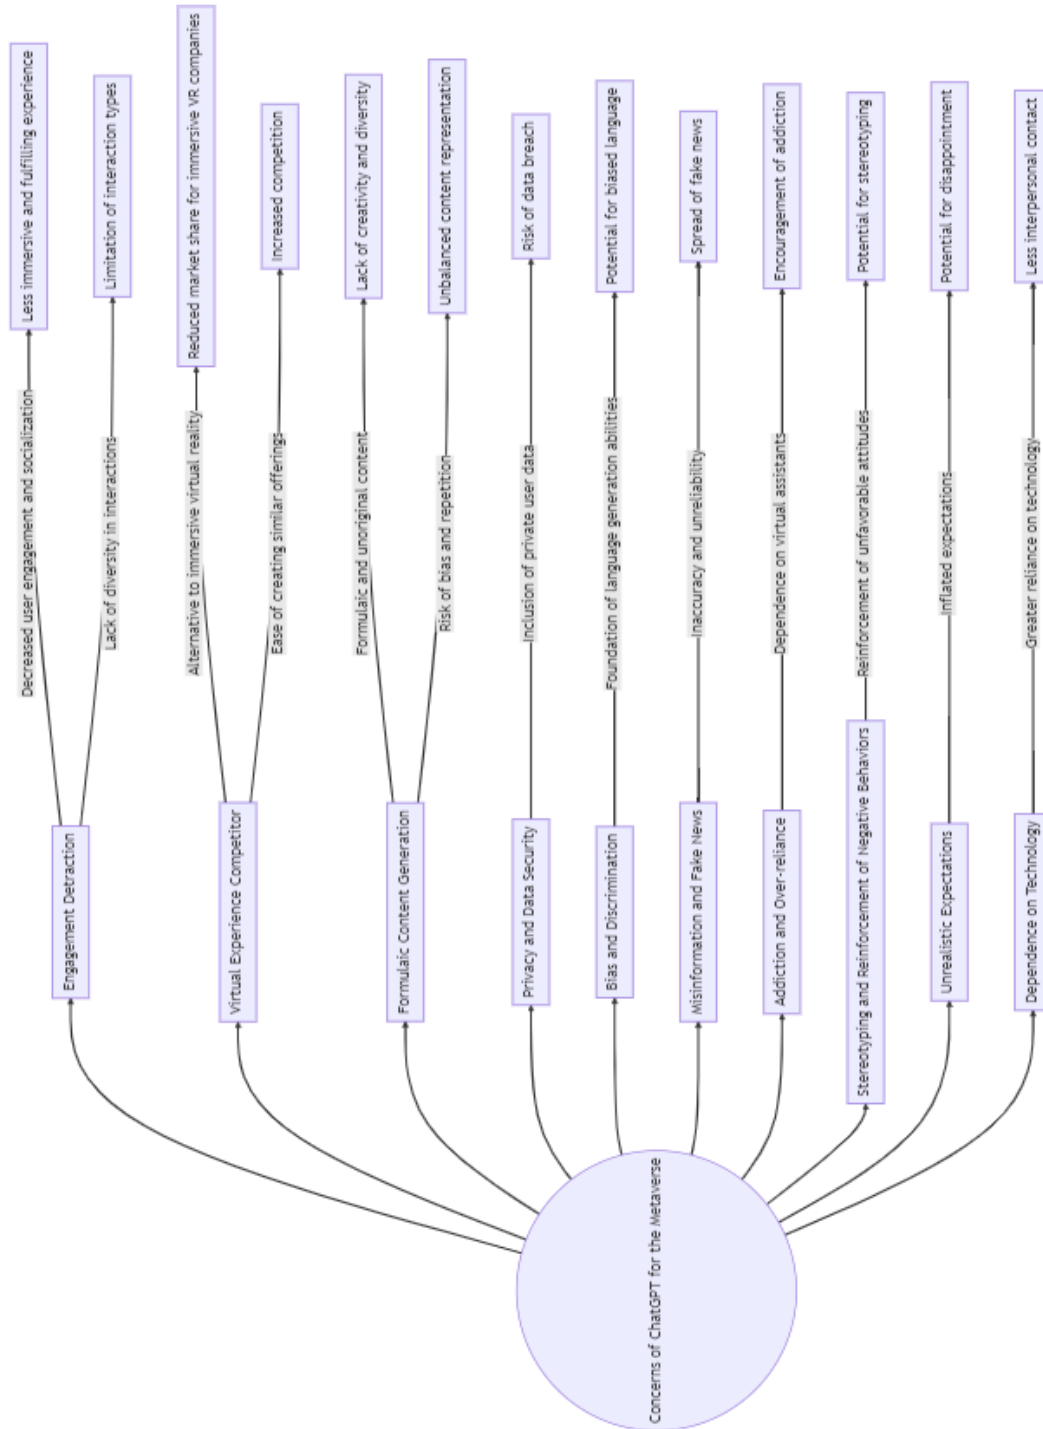 Concerns of ChatGPT for the Metaverse
Engagement Detraction
Decreased user engagement and socialization
Less immersive and fulfilling experience
Lack of diversity in interactions
Limitation of interaction types
Virtual Experience Competitor
Alternative to immersive virtual reality
Reduced market share for immersive VR companies
Ease of creating similar offerings
Increased competition
Formulaic Content Generation
Formulaic and unoriginal content
Lack of creativity and diversity
Risk of bias and repetition
Unbalanced content representation
Privacy and Data Security
Inclusion of private user data
Risk of data breach
Bias and Discrimination
Foundation of language generation abilities
Potential for biased language
Misinformation and Fake News
Inaccuracy and unreliability
Spread of fake news
Addiction and Over-reliance
Dependence on virtual assistants
Encouragement of addiction
Stereotyping and Reinforcement of Negative Behaviors
Reinforcement of unfavorable attitudes
Potential for stereotyping
Unrealistic Expectations
Inflated expectations
Potential for disappointment
Dependence on Technology
Greater reliance on technology
Less interpersonal contact